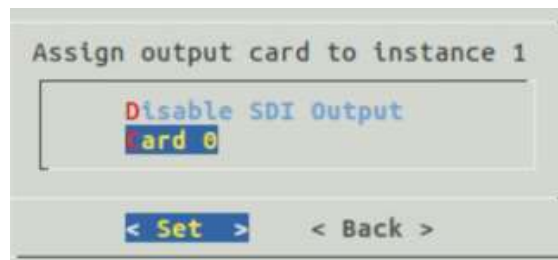 Assign output card to instance 1
Disable SDI Output
Card 0
< Set > < Back >